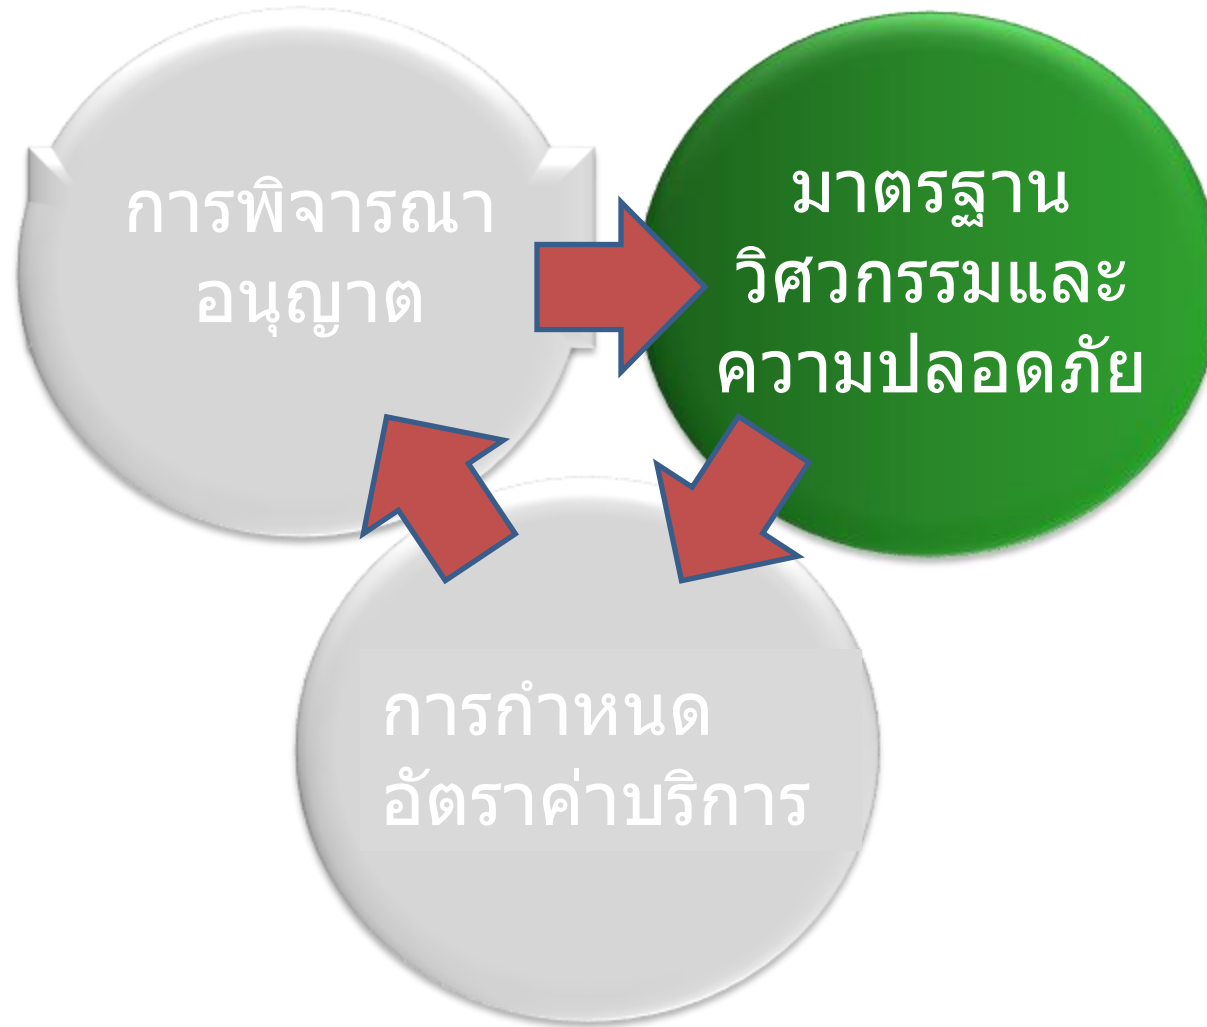 การพิจารณา
อนุญาต
มาตรฐาน
วิศวกรรมและ
ความปลอดภัย
การกำหนด
อัตราค่าบริการ